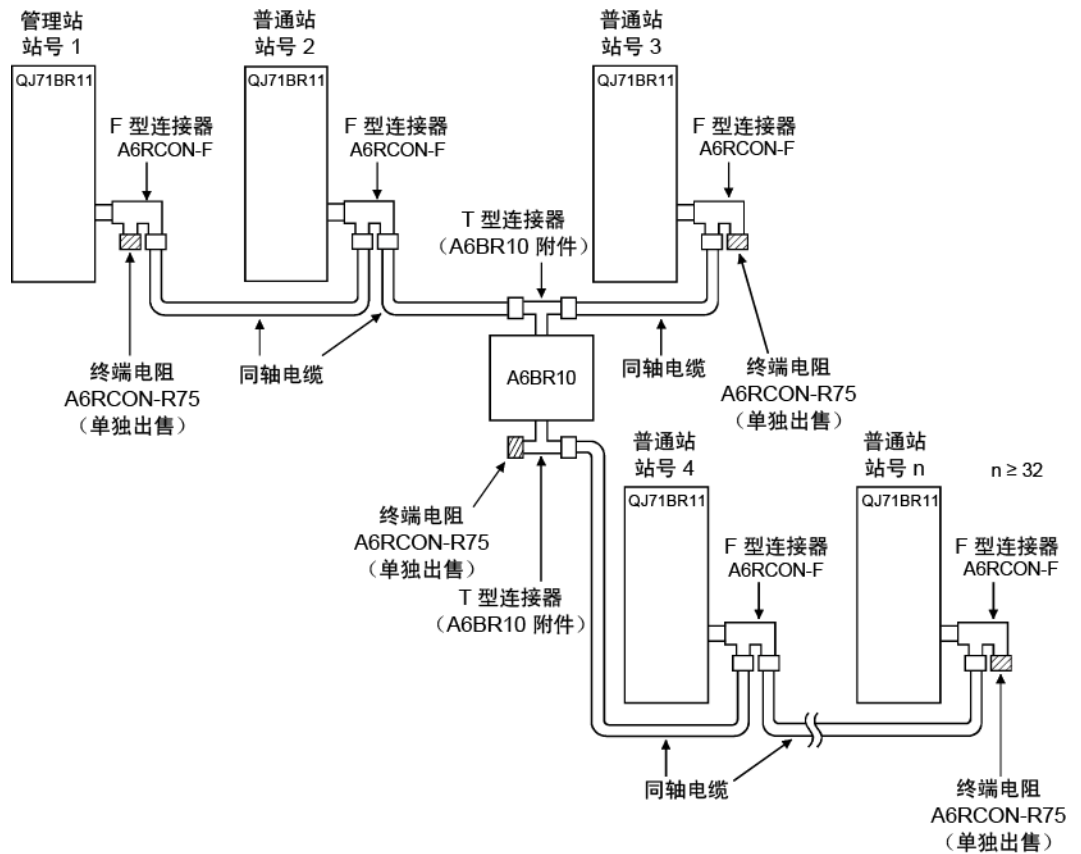 管理站
站号 1
普通站
站号 2
普通站
站号 3
QJ71BR11
QJ71BR11
QJ71BR11
F 型连接器
A6RCON-F
F 型连接器
A6RCON-F
F 型连接器
A6RCON-F
T 型连接器
（A6BR10 附件）
终端电阻
A6RCON-R75
（单独出售）
同轴电缆
A6BR10
同轴电缆
终端电阻
A6RCON-R75
（单独出售）
普通站
站号 4
普通站
站号 n
n ≥ 32
QJ71BR11
QJ71BR11
终端电阻
A6RCON-R75
（单独出售）
T 型连接器
（A6BR10 附件）
F 型连接器
A6RCON-F
F 型连接器
A6RCON-F
同轴电缆
终端电阻
A6RCON-R75
（单独出售）